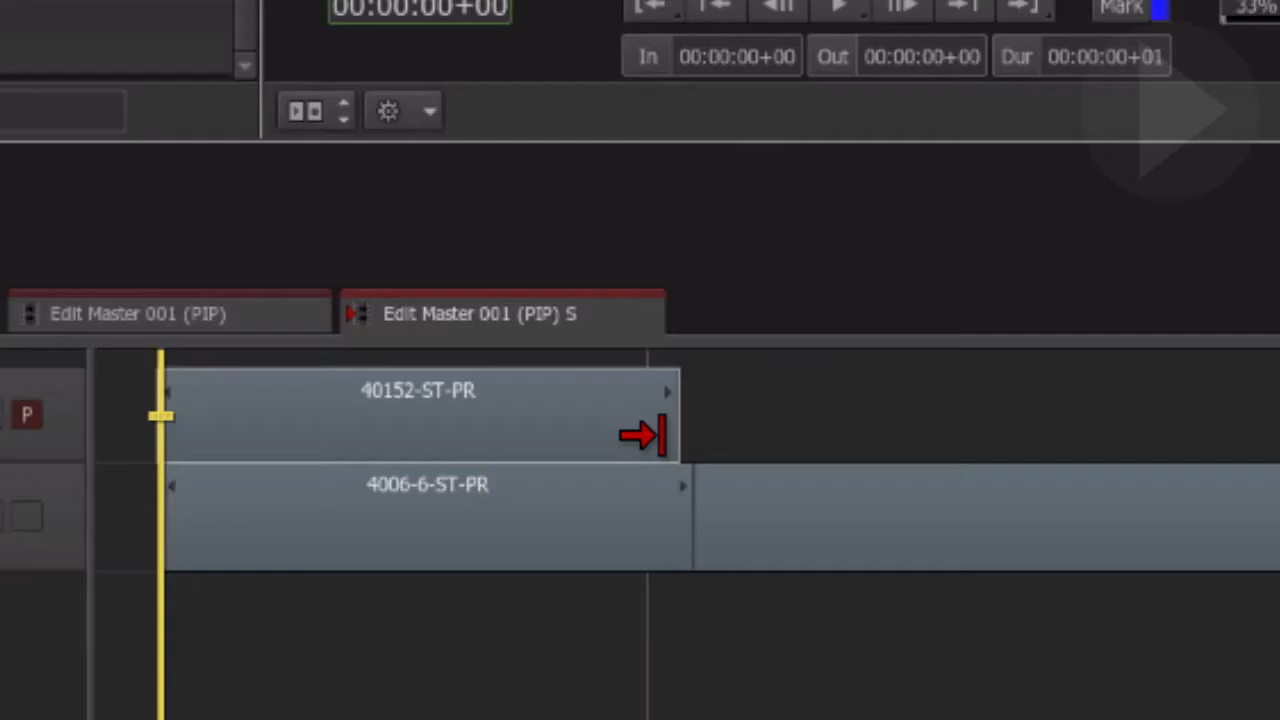 00:00:00+00
Mark
33%
In 00:00:00+00 Out 00:00:00+00 Dur 00:00:00+01
Edit Master 001 (PIP)
Edit Master 001 (PIP) S
40152-ST-PR
P
4006-6-ST-PR